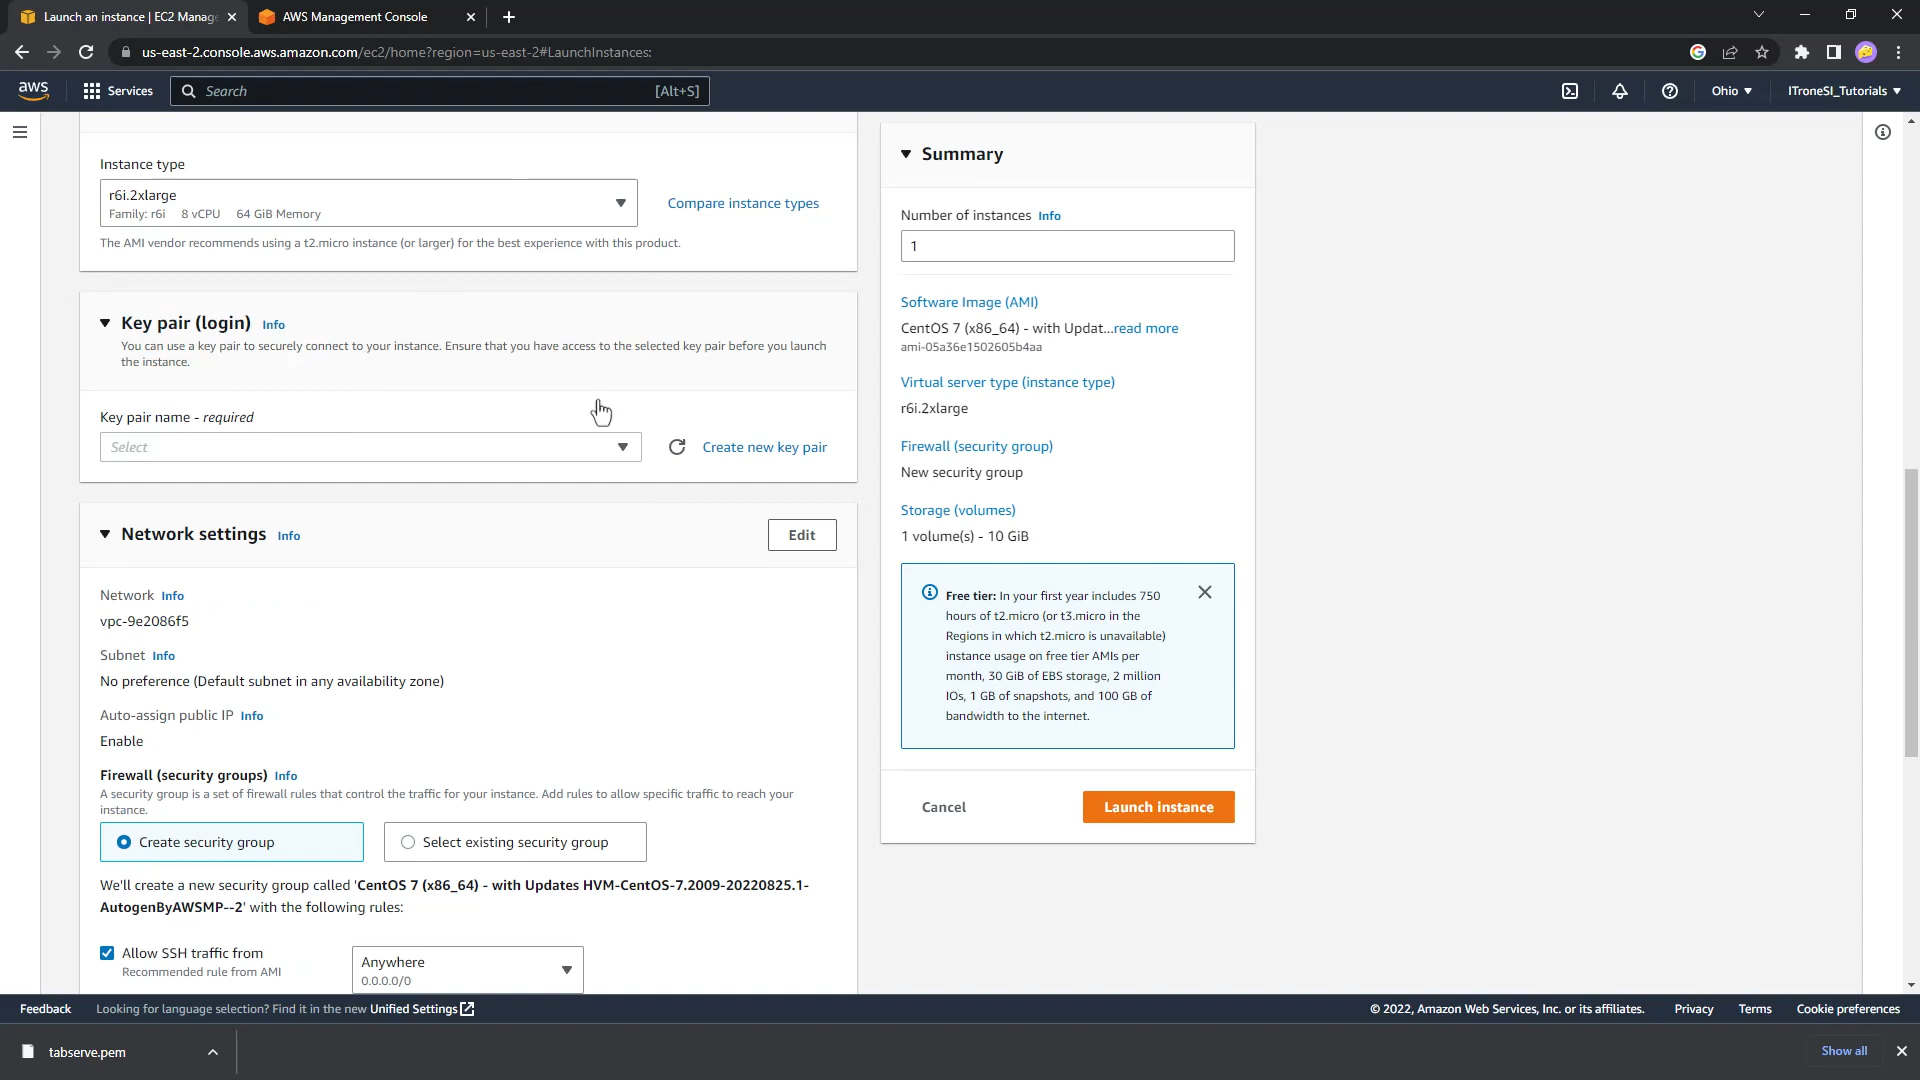 Launch an instance | EC2 Manag
AWS Management Console
us-east-2.console.aws.amazon.com/ec2/home?region=us-east-2#LaunchInstances:
aws
Services
Search
[Alt+S]
Ohio
ITroneSI_Tutorials
Instance type
r6i.2xlarge
Family: r6i 8 vCPU 64 GiB Memory
Compare instance types
The AMI vendor recommends using a t2.micro instance (or larger) for the best experience with this product.
Key pair (login) Info
You can use a key pair to securely connect to your instance. Ensure that you have access to the selected key pair before you launch
the instance.
Key pair name - required
Select
Create new key pair
Network settings Info
Edit
Network Info
vpc-9e2086f5
Subnet Info
No preference (Default subnet in any availability zone)
Auto-assign public IP Info
Enable
Firewall (security groups) Info
A security group is a set of firewall rules that control the traffic for your instance. Add rules to allow specific traffic to reach your
instance.
Create security group
Select existing security group
We'll create a new security group called 'CentOS 7 (x86_64) - with Updates HVM-CentOS-7.2009-20220825.1-
AutogenByAWSMP--2' with the following rules:
Allow SSH traffic from
Recommended rule from AMI
Anywhere
0.0.0.0/0
Summary
Number of instances Info
1
Software Image (AMI)
CentOS 7 (x86_64) - with Updat...read more
ami-05a36e1502605b4aa
Virtual server type (instance type)
r6i.2xlarge
Firewall (security group)
New security group
Storage (volumes)
1 volume(s) - 10 GiB
Free tier: In your first year includes 750
hours of t2.micro (or t3.micro in the
Regions in which t2.micro is unavailable)
instance usage on free tier AMIs per
month, 30 GiB of EBS storage, 2 million
IOs, 1 GB of snapshots, and 100 GB of
bandwidth to the internet.
Cancel
Launch instance
Feedback
Looking for language selection? Find it in the new Unified Settings
© 2022, Amazon Web Services, Inc. or its affiliates.
Privacy
Terms
Cookie preferences
tabserve.pem
Show all